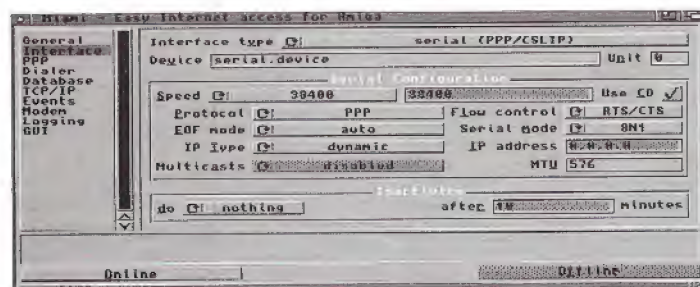 Miami - Easy Internet access for Amiga
General
Interface
PPP
Dialer
Database
TCP/IP
Events
Modem
Logging
GUI
Interface type serial (PPP/CSLIP)
Device serial.device Unit 0
Serial Configuration
Speed 38400 38400 Use CD
Protocol PPP Flow control RTS/CTS
EOF mode auto Serial mode 8N1
IP Type dynamic IP address 0.0.0.0
Multicasts disabled MTU 576
Inactivity
do nothing after 10 minutes
Online Offline